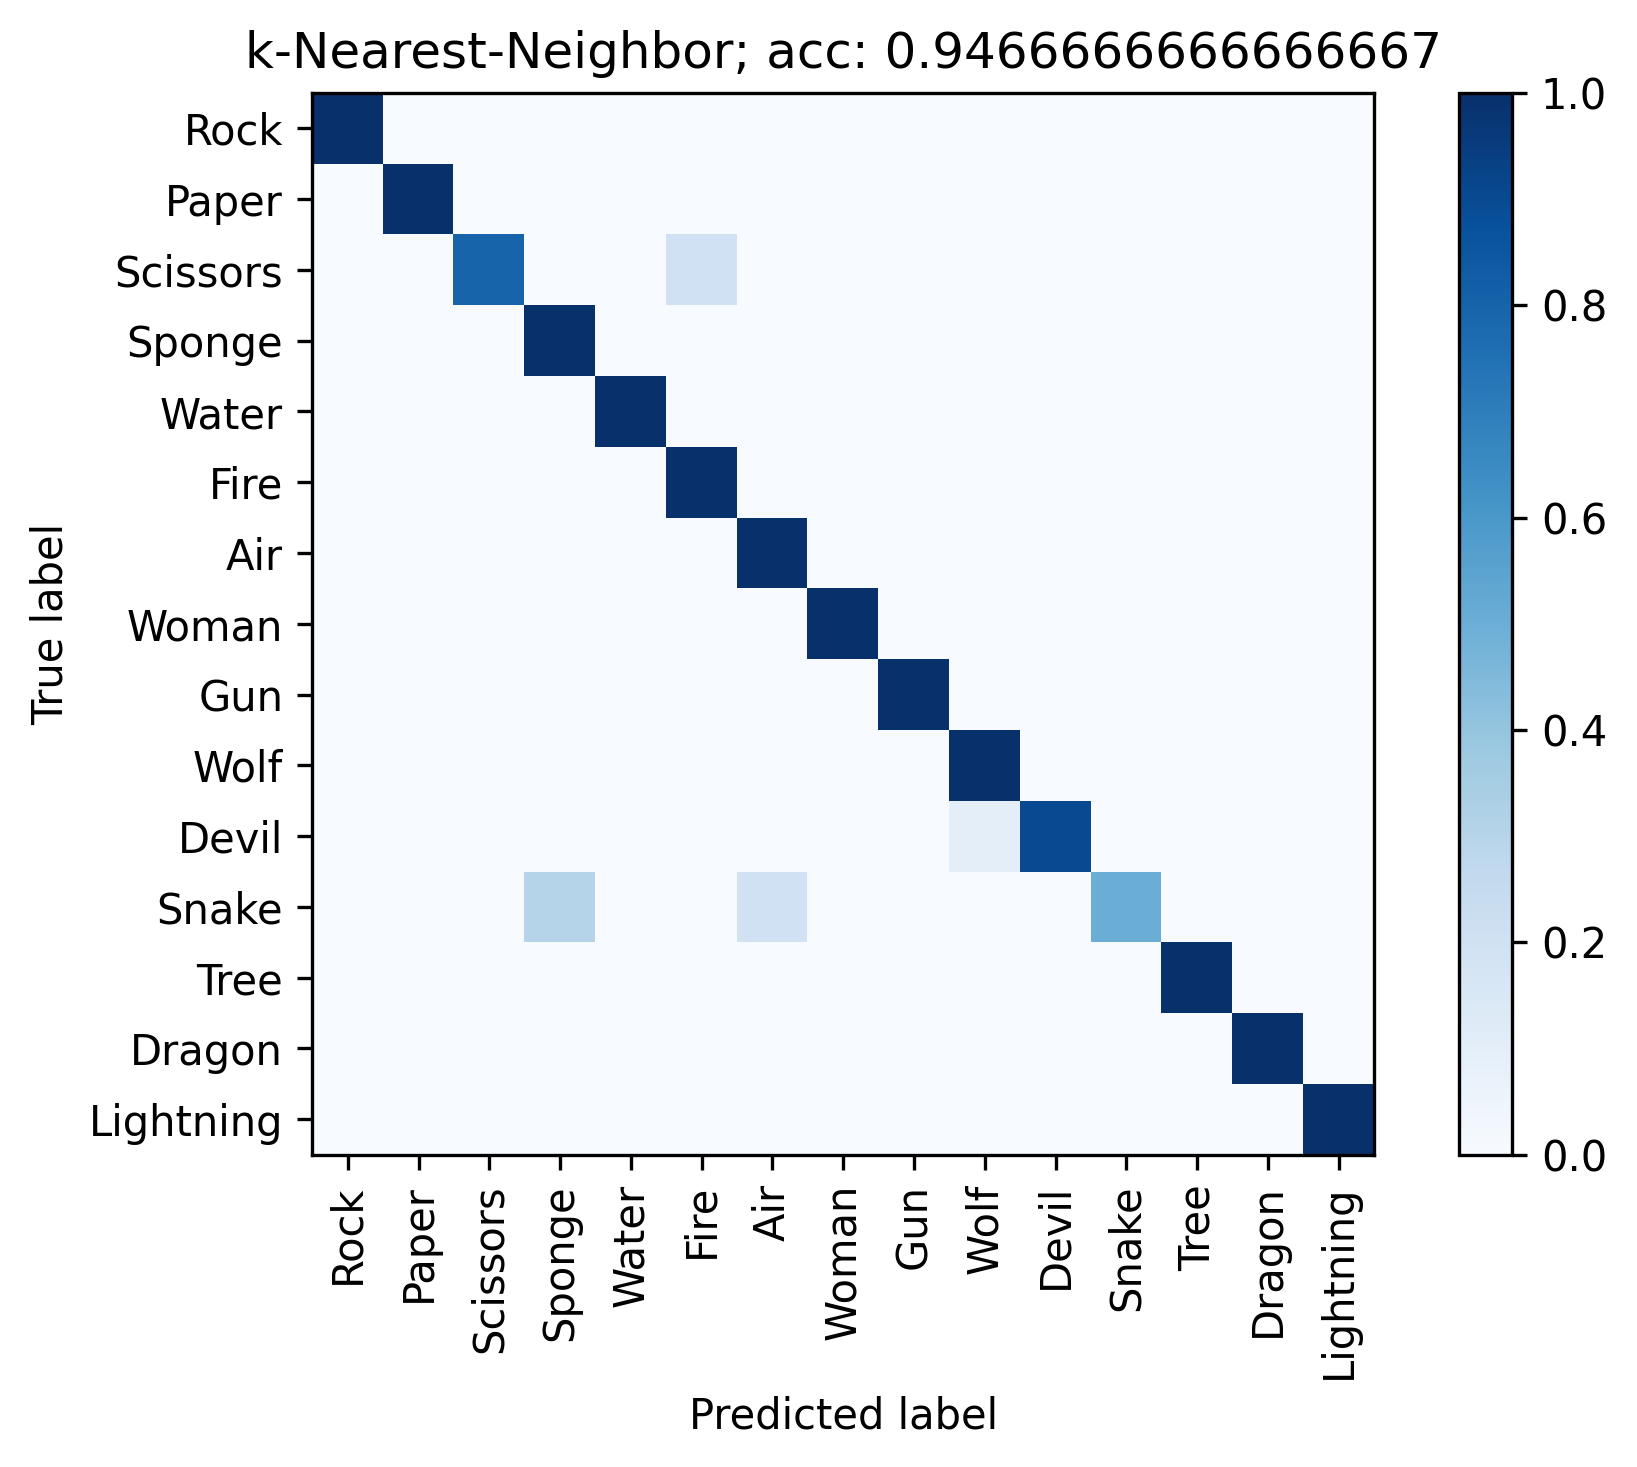 k-Nearest-Neighbor; acc: 0.9466666666666667
Rock
Paper
Scissors
Sponge
Water
Fire
Air
Woman
Gun
Wolf
Devil
Snake
Tree
Dragon
Lightning
True label
Rock
Paper
Scissors
Sponge
Water
Fire
Air
Woman
Gun
Wolf
Devil
Snake
Tree
Dragon
Lightning
Predicted label
1.0
0.8
0.6
0.4
0.2
0.0